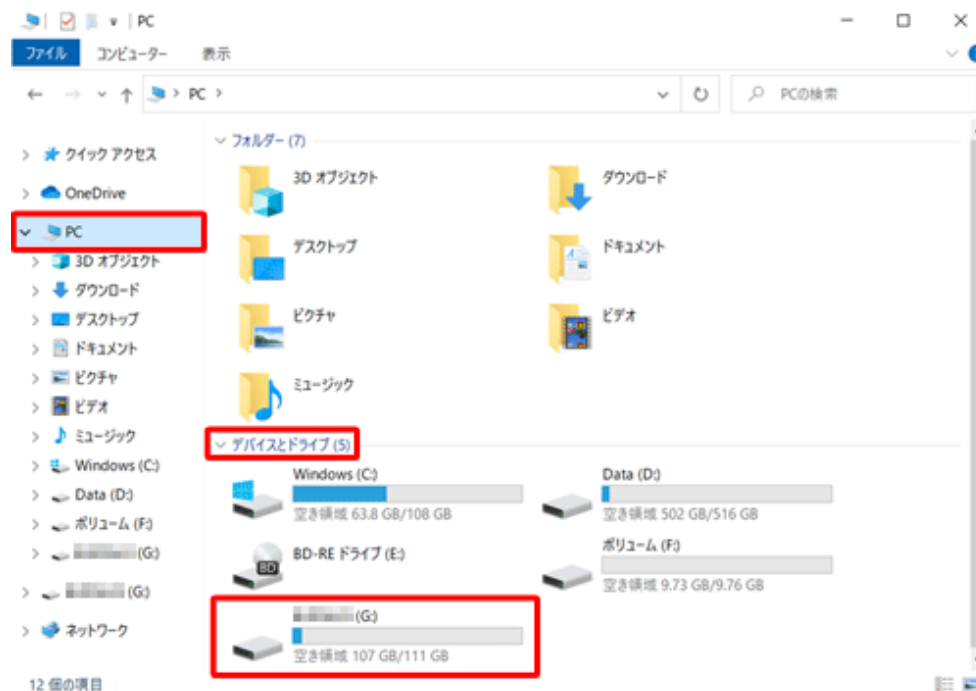 PC
ファイル コンピューター 表示
PC
PCの検索
クイック アクセス
OneDrive
PC
3D オブジェクト
ダウンロード
デスクトップ
ドキュメント
ピクチャ
ビデオ
ミュージック
Windows (C:)
Data (D:)
ボリューム (F:)
(G:)
(G:)
ネットワーク
フォルダー (7)
3D オブジェクト
ダウンロード
デスクトップ
ドキュメント
ピクチャ
ビデオ
ミュージック
デバイスとドライブ (5)
Windows (C:)
空き領域 63.8 GB/108 GB
Data (D:)
空き領域 502 GB/516 GB
BD-RE ドライブ (E:)
BD
ボリューム (F:)
空き領域 9.73 GB/9.76 GB
(G:)
空き領域 107 GB/111 GB
12 個の項目